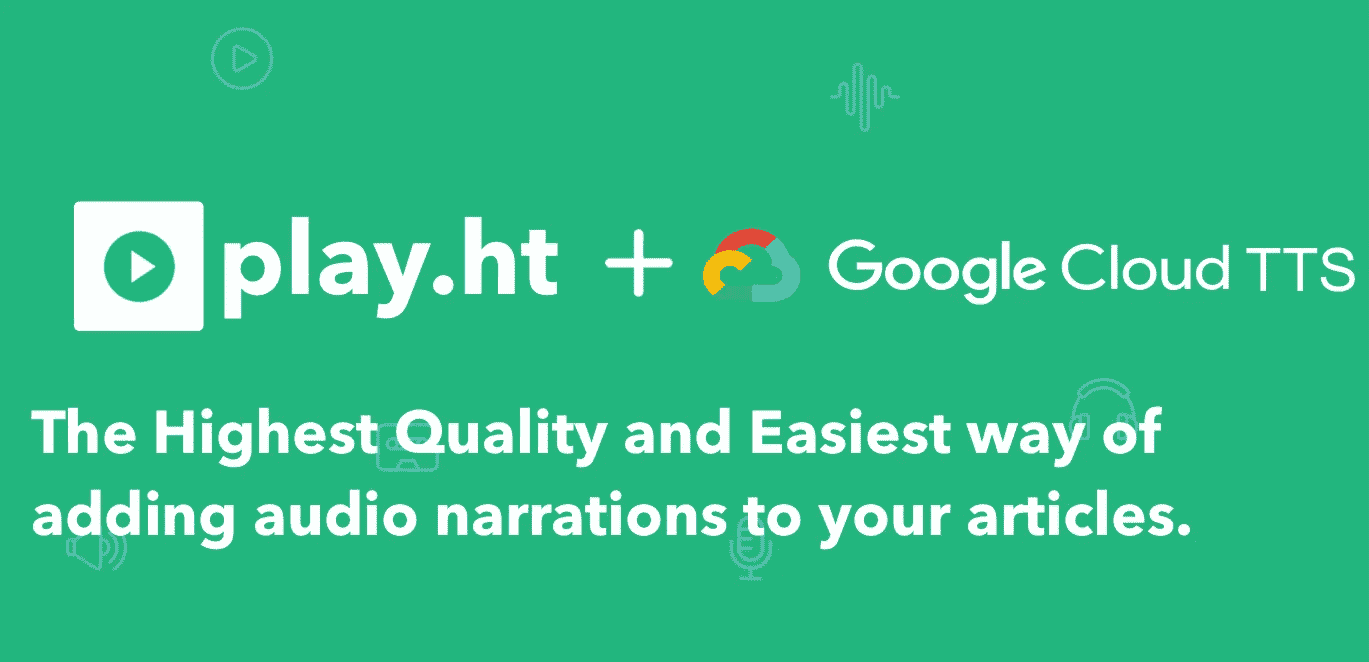 play.ht + Google Cloud TTS
The Highest Quality and Easiest way of
adding audio narrations to your articles.